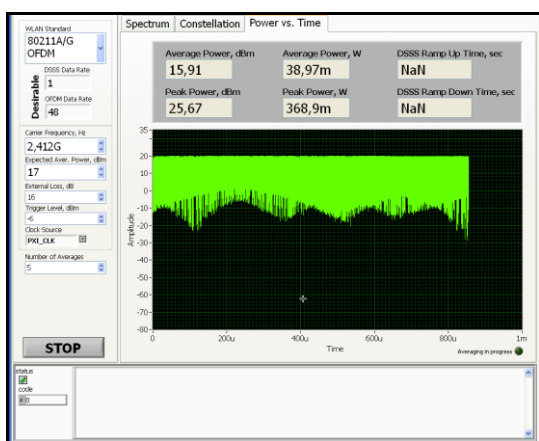 WLAN Standard
80211A/G
OFDM
Desirable
DSSS Data Rate
1
OFDM Data Rate
48
Carrier Frequency, Hz
2,412G
Expected Aver. Power, dBm
17
External Loss, dB
16
Trigger Level, dBm
-6
Clock Source
PXI_CLK
Number of Averages
5
STOP
Spectrum Constellation Power vs. Time
Average Power, dBm Average Power, W DSSS Ramp Up Time, sec
15,91 38,97m NaN
Peak Power, dBm Peak Power, W DSSS Ramp Down Time, sec
25,67 368,9m NaN
Amplitude
35
20
10
0
-10
-20
-30
-40
-50
-60
-70
-80
0 200u 400u 600u 800u 1m
Time
Averaging in progress
status
code
0